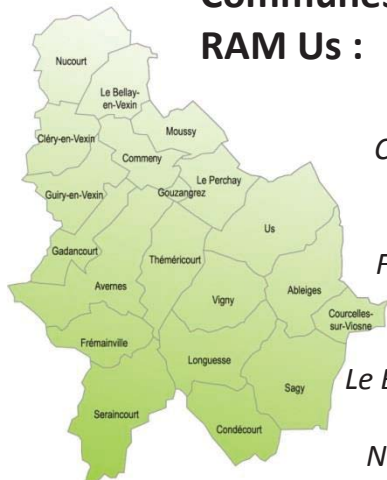 RAM Us :
Nucourt
Le Bellay-
en-Vexin
Moussy
Cléry-en-Vexin
Commeny
Le Perchay
Guiry-en-Vexin
Gouzangrez
Us
Gadancourt
Théméricourt
Avernes
Vigny
Ableiges
Courcelles-
sur-Viosne
Frémainville
Longuesse
Sagy
Seraincourt
Condécourt
Le